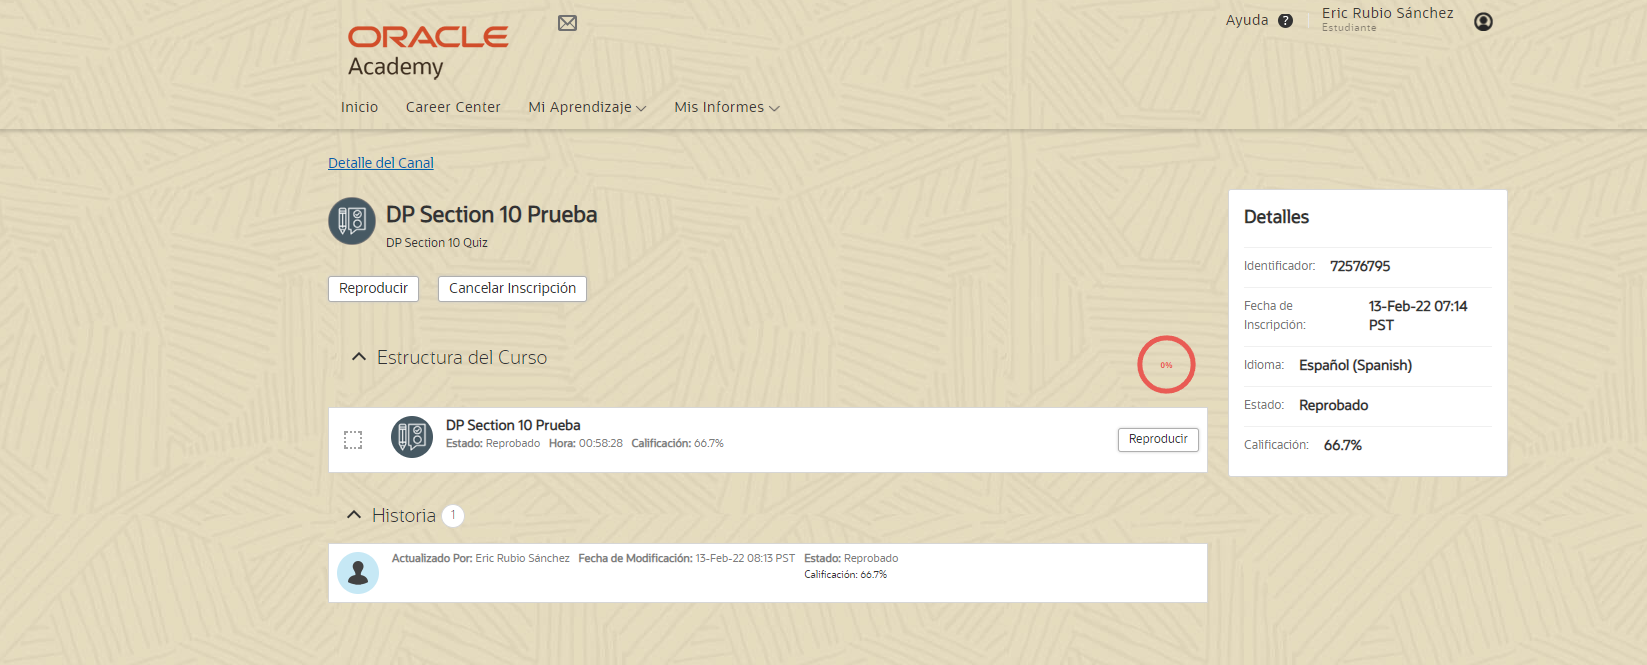 ORACLE
Academy
Ayuda ?
Eric Rubio Sánchez
Estudiante
Inicio Career Center Mi Aprendizaje Mis Informes
Detalle del Canal
DP Section 10 Prueba
DP Section 10 Quiz
Reproducir Cancelar Inscripción
Estructura del Curso
0%
DP Section 10 Prueba
Estado: Reprobado Hora: 00:58:28 Calificación: 66.7%
Reproducir
Historia 1
Actualizado Por: Eric Rubio Sánchez Fecha de Modificación: 13-Feb-22 08:13 PST Estado: Reprobado
Calificación: 66.7%
Detalles
Identificador: 72576795
Fecha de 13-Feb-22 07:14
Inscripción: PST
Idioma: Español (Spanish)
Estado: Reprobado
Calificación: 66.7%